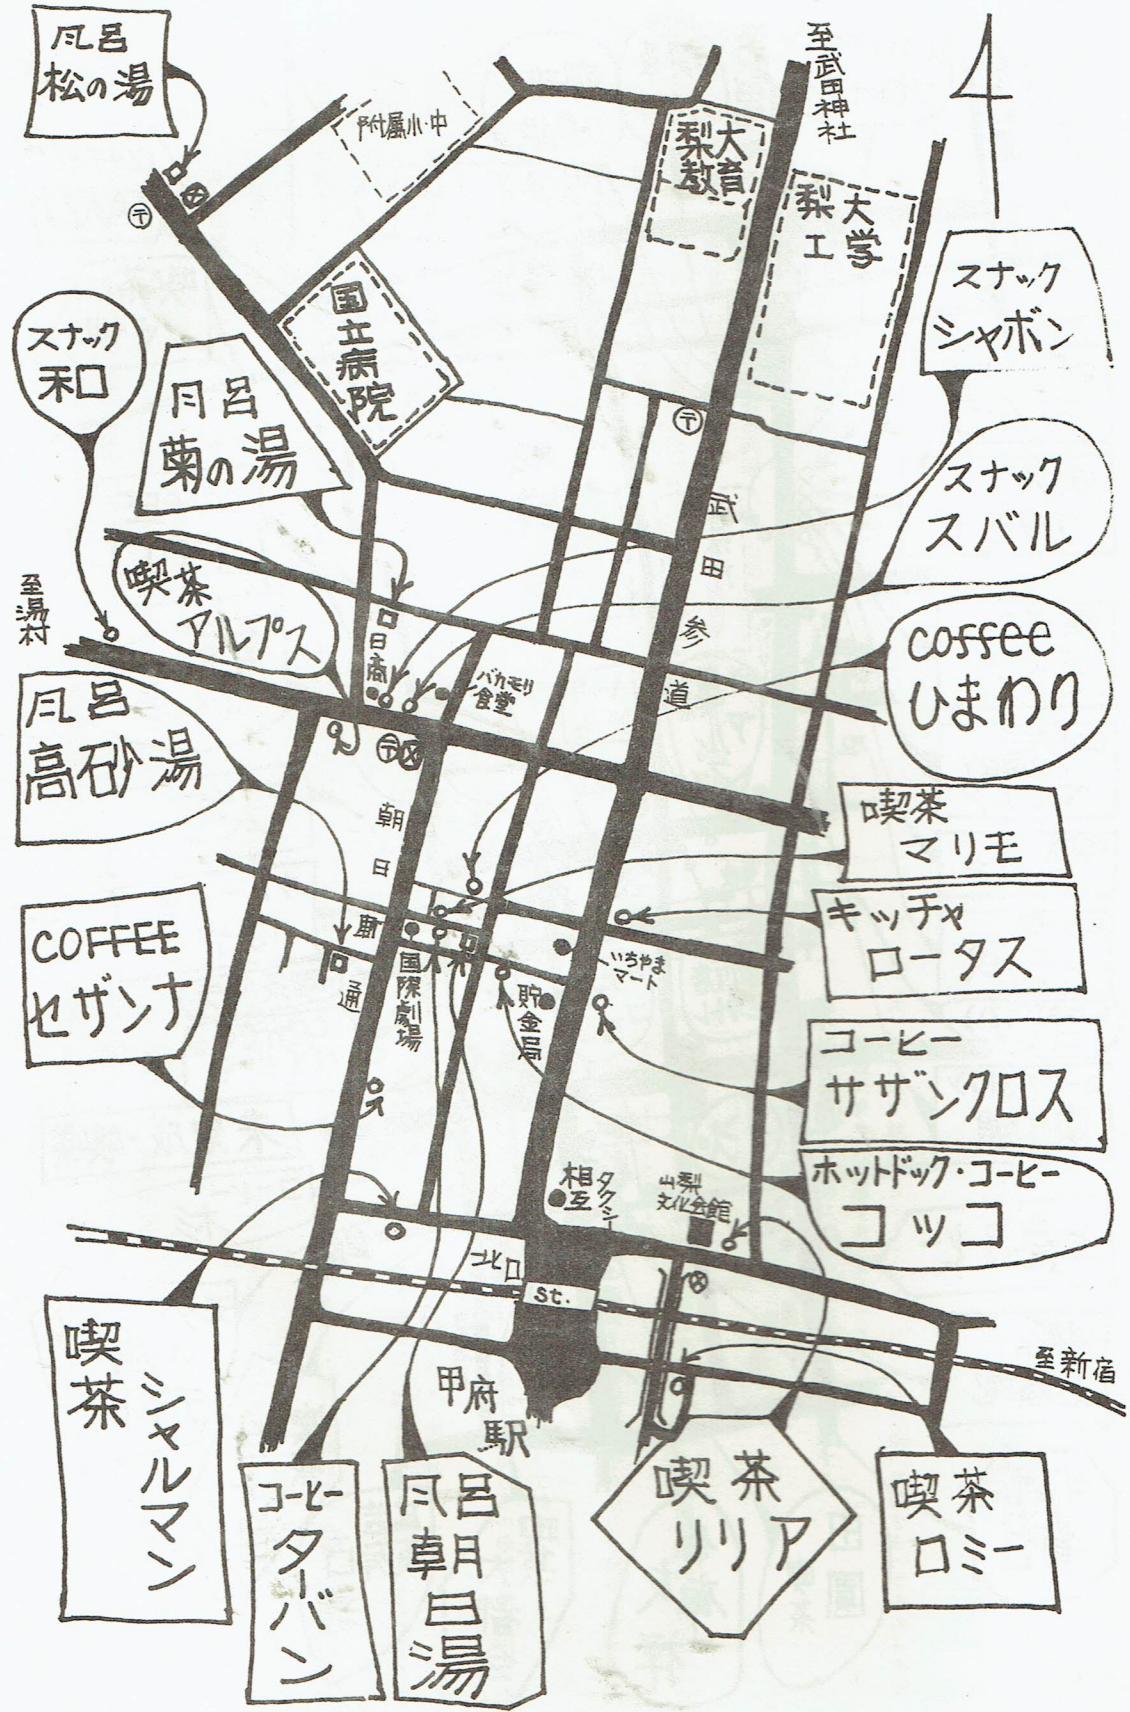 風呂
松の湯
附属小・中
至武田神社
梨大
教育
梨大
工学
スナック
シャボン
スナック
和
風呂
菊の湯
国立病院
スナック
スバル
武田参道
喫茶
アルプス
至湯村
日商
バカモリ
食堂
coffee
ひまわり
風呂
高砂湯
喫茶
マリモ
朝日新通
キッチャ
ロータス
COFFEE
セザンナ
国際劇場
いちやま
マート
貯金局
コーヒー
サザンクロス
相互
タクシー
山梨
文化会館
ホットドック・コーヒー
コッコ
北口
St.
甲府
駅
至新宿
喫茶
シャルマン
コーヒー
ターバン
風呂
朝日湯
喫茶
リリア
喫茶
ロミー